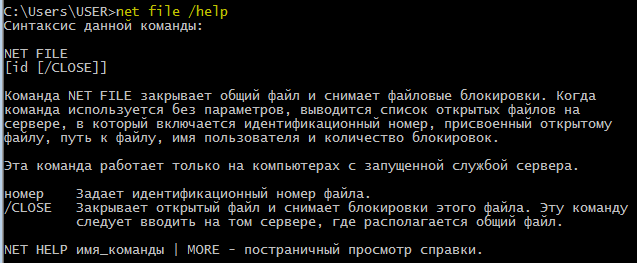 C:\Users\USER>net file /help
Синтаксис данной команды:
NET FILE
[id [/CLOSE]]
Команда NET FILE закрывает общий файл и снимает файловые блокировки. Когда
команда используется без параметров, выводится список открытых файлов на
сервере, в который включается идентификационный номер, присвоенный открытому
файлу, путь к файлу, имя пользователя и количество блокировок.
Эта команда работает только на компьютерах с запущенной службой сервера.
номер    Задает идентификационный номер файла.
/CLOSE   Закрывает открытый файл и снимает блокировки этого файла. Эту команду
         следует вводить на том сервере, где располагается общий файл.
NET HELP имя_команды | MORE - постраничный просмотр справки.